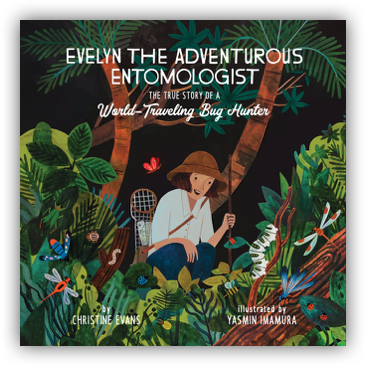 EVELYN THE ADVENTUROUS
ENTOMOLOGIST
THE TRUE STORY OF A
World-Traveling Bug Hunter
by
CHRISTINE EVANS
illustrated by
YASMIN IMAMURA